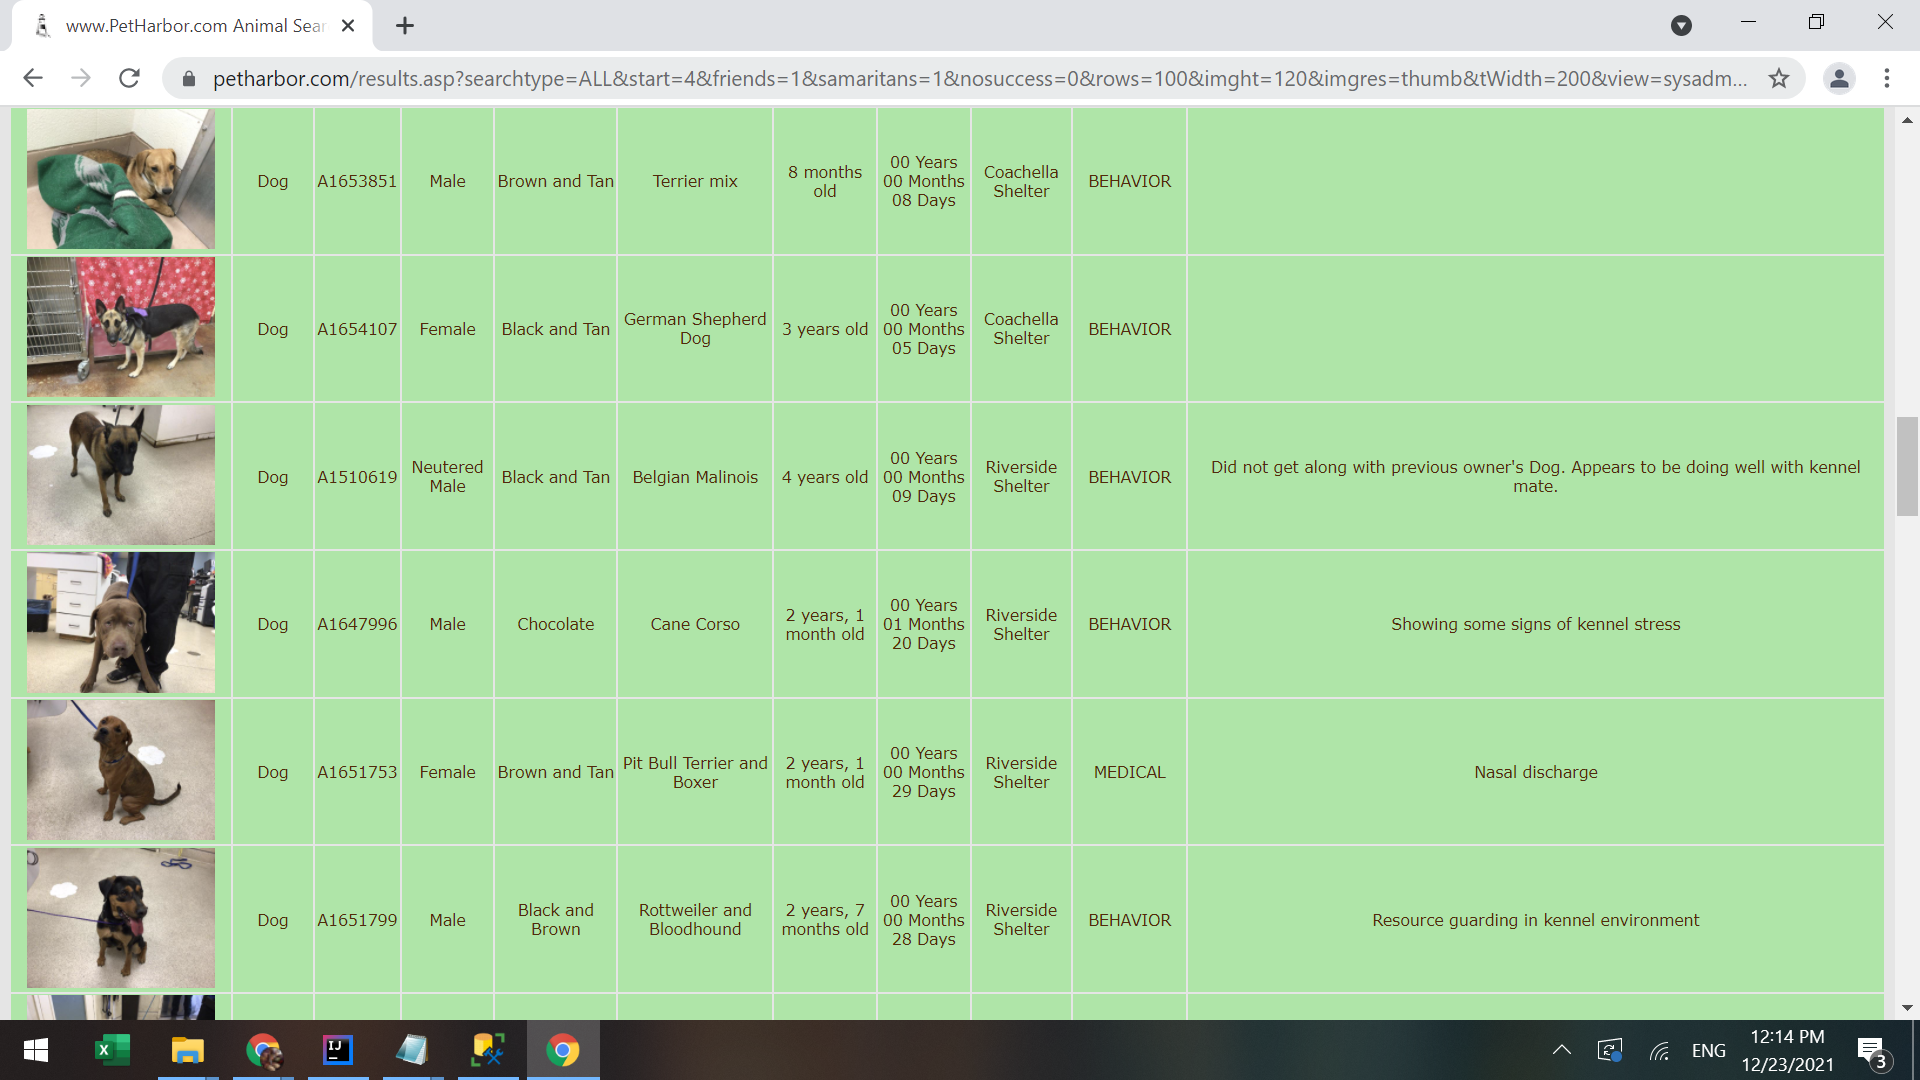 www.PetHarbor.com Animal Sear
petharbor.com/results.asp?searchtype=ALL&start=4&friends=1&samaritans=1&nosuccess=0&rows=100&imght=120&imgres=thumb&tWidth=200&view=sysadm...
Dog A1653851 Male Brown and Tan Terrier mix 8 months old 00 Years 00 Months 08 Days Coachella Shelter BEHAVIOR
Dog A1654107 Female Black and Tan German Shepherd Dog 3 years old 00 Years 00 Months 05 Days Coachella Shelter BEHAVIOR
Dog A1510619 Neutered Male Black and Tan Belgian Malinois 4 years old 00 Years 00 Months 09 Days Riverside Shelter BEHAVIOR Did not get along with previous owner's Dog. Appears to be doing well with kennel mate.
Dog A1647996 Male Chocolate Cane Corso 2 years, 1 month old 00 Years 01 Months 20 Days Riverside Shelter BEHAVIOR Showing some signs of kennel stress
Dog A1651753 Female Brown and Tan Pit Bull Terrier and Boxer 2 years, 1 month old 00 Years 00 Months 29 Days Riverside Shelter MEDICAL Nasal discharge
Dog A1651799 Male Black and Brown Rottweiler and Bloodhound 2 years, 7 months old 00 Years 00 Months 28 Days Riverside Shelter BEHAVIOR Resource guarding in kennel environment
IJ
ENG
12:14 PM
12/23/2021
3